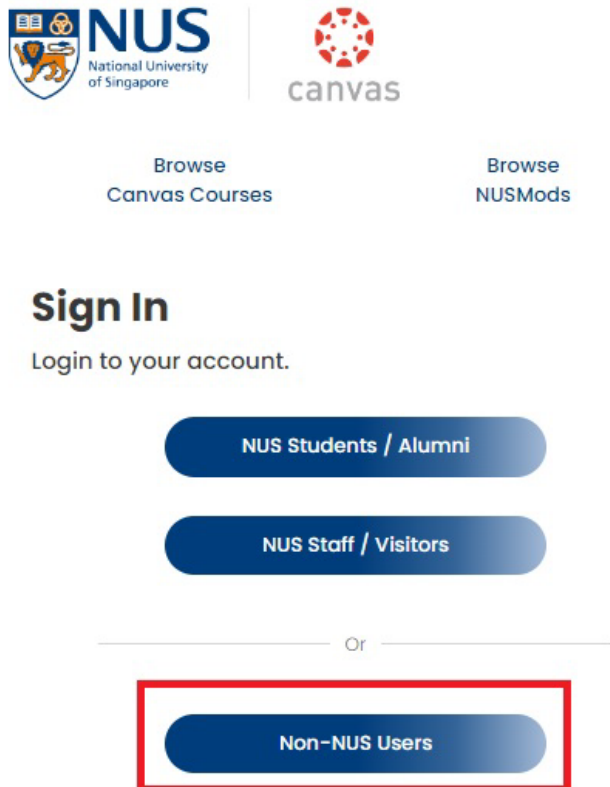 NUS
National University
of Singapore
canvas
Browse
Canvas Courses
Browse
NUSMods
Sign In
Login to your account.
NUS Students / Alumni
NUS Staff / Visitors
Or
Non-NUS Users